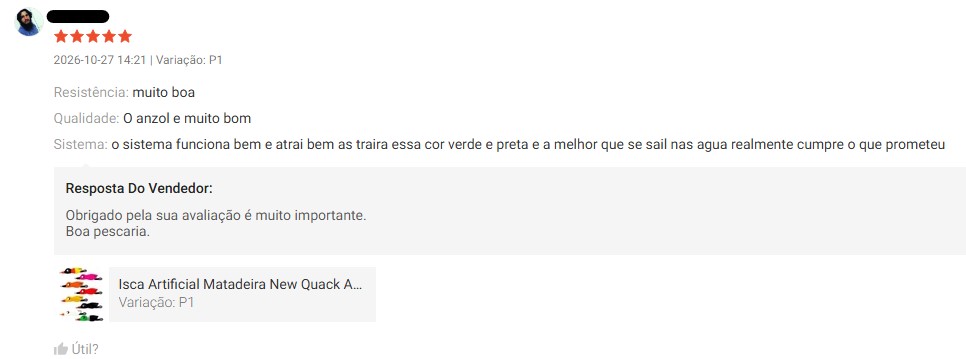 2026-10-27 14:21 | Variação: P1
Resistência: muito boa
Qualidade: O anzol e muito bom
Sistema: o sistema funciona bem e atrai bem as traira essa cor verde e preta e a melhor que se sail nas agua realmente cumpre o que prometeu
Resposta Do Vendedor:
Obrigado pela sua avaliação é muito importante.
Boa pescaria.
Isca Artificial Matadeira New Quack A...
Variação: P1
Útil?